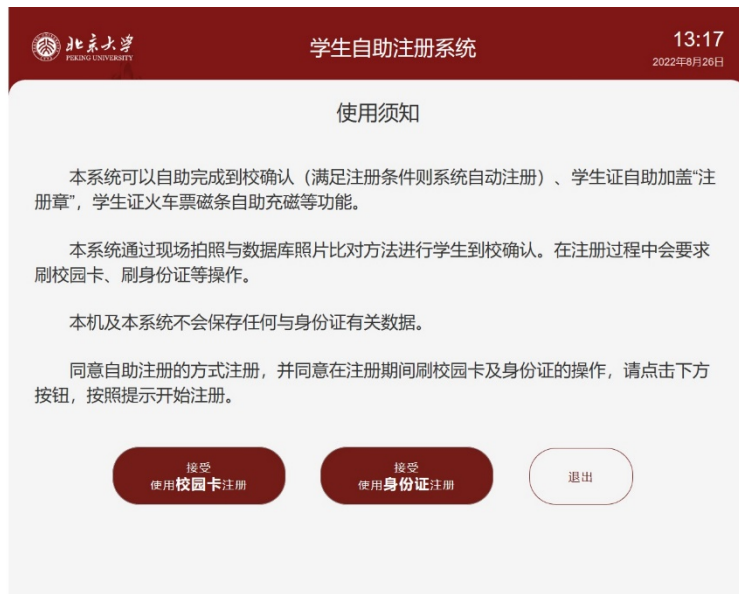 北京大学
PEKING UNIVERSITY
学生自助注册系统
13:17
2022年8月26日
使用须知
本系统可以自助完成到校确认（满足注册条件则系统自动注册）、学生证自助加盖“注
册章”，学生证火车票磁条自助充磁等功能。
本系统通过现场拍照与数据库照片比对方法进行学生到校确认。在注册过程中会要求
刷校园卡、刷身份证等操作。
本机及本系统不会保存任何与身份证有关数据。
同意自助注册的方式注册，并同意在注册期间刷校园卡及身份证的操作，请点击下方
按钮，按照提示开始注册。
接受
使用校园卡注册
接受
使用身份证注册
退出